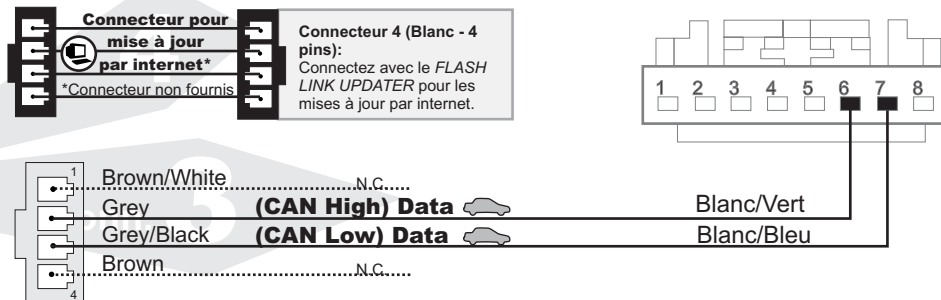 Connecteur pour
mise à jour
par internet*
*Connecteur non fournis
Connecteur 4 (Blanc - 4
pins):
Connectez avec le FLASH
LINK UPDATER pour les
mises à jour par internet.
1 2 3 4 5 6 7 8
1
Brown/White N.C.
Grey (CAN High) Data Blanc/Vert
Grey/Black (CAN Low) Data Blanc/Bleu
Brown N.C.
4